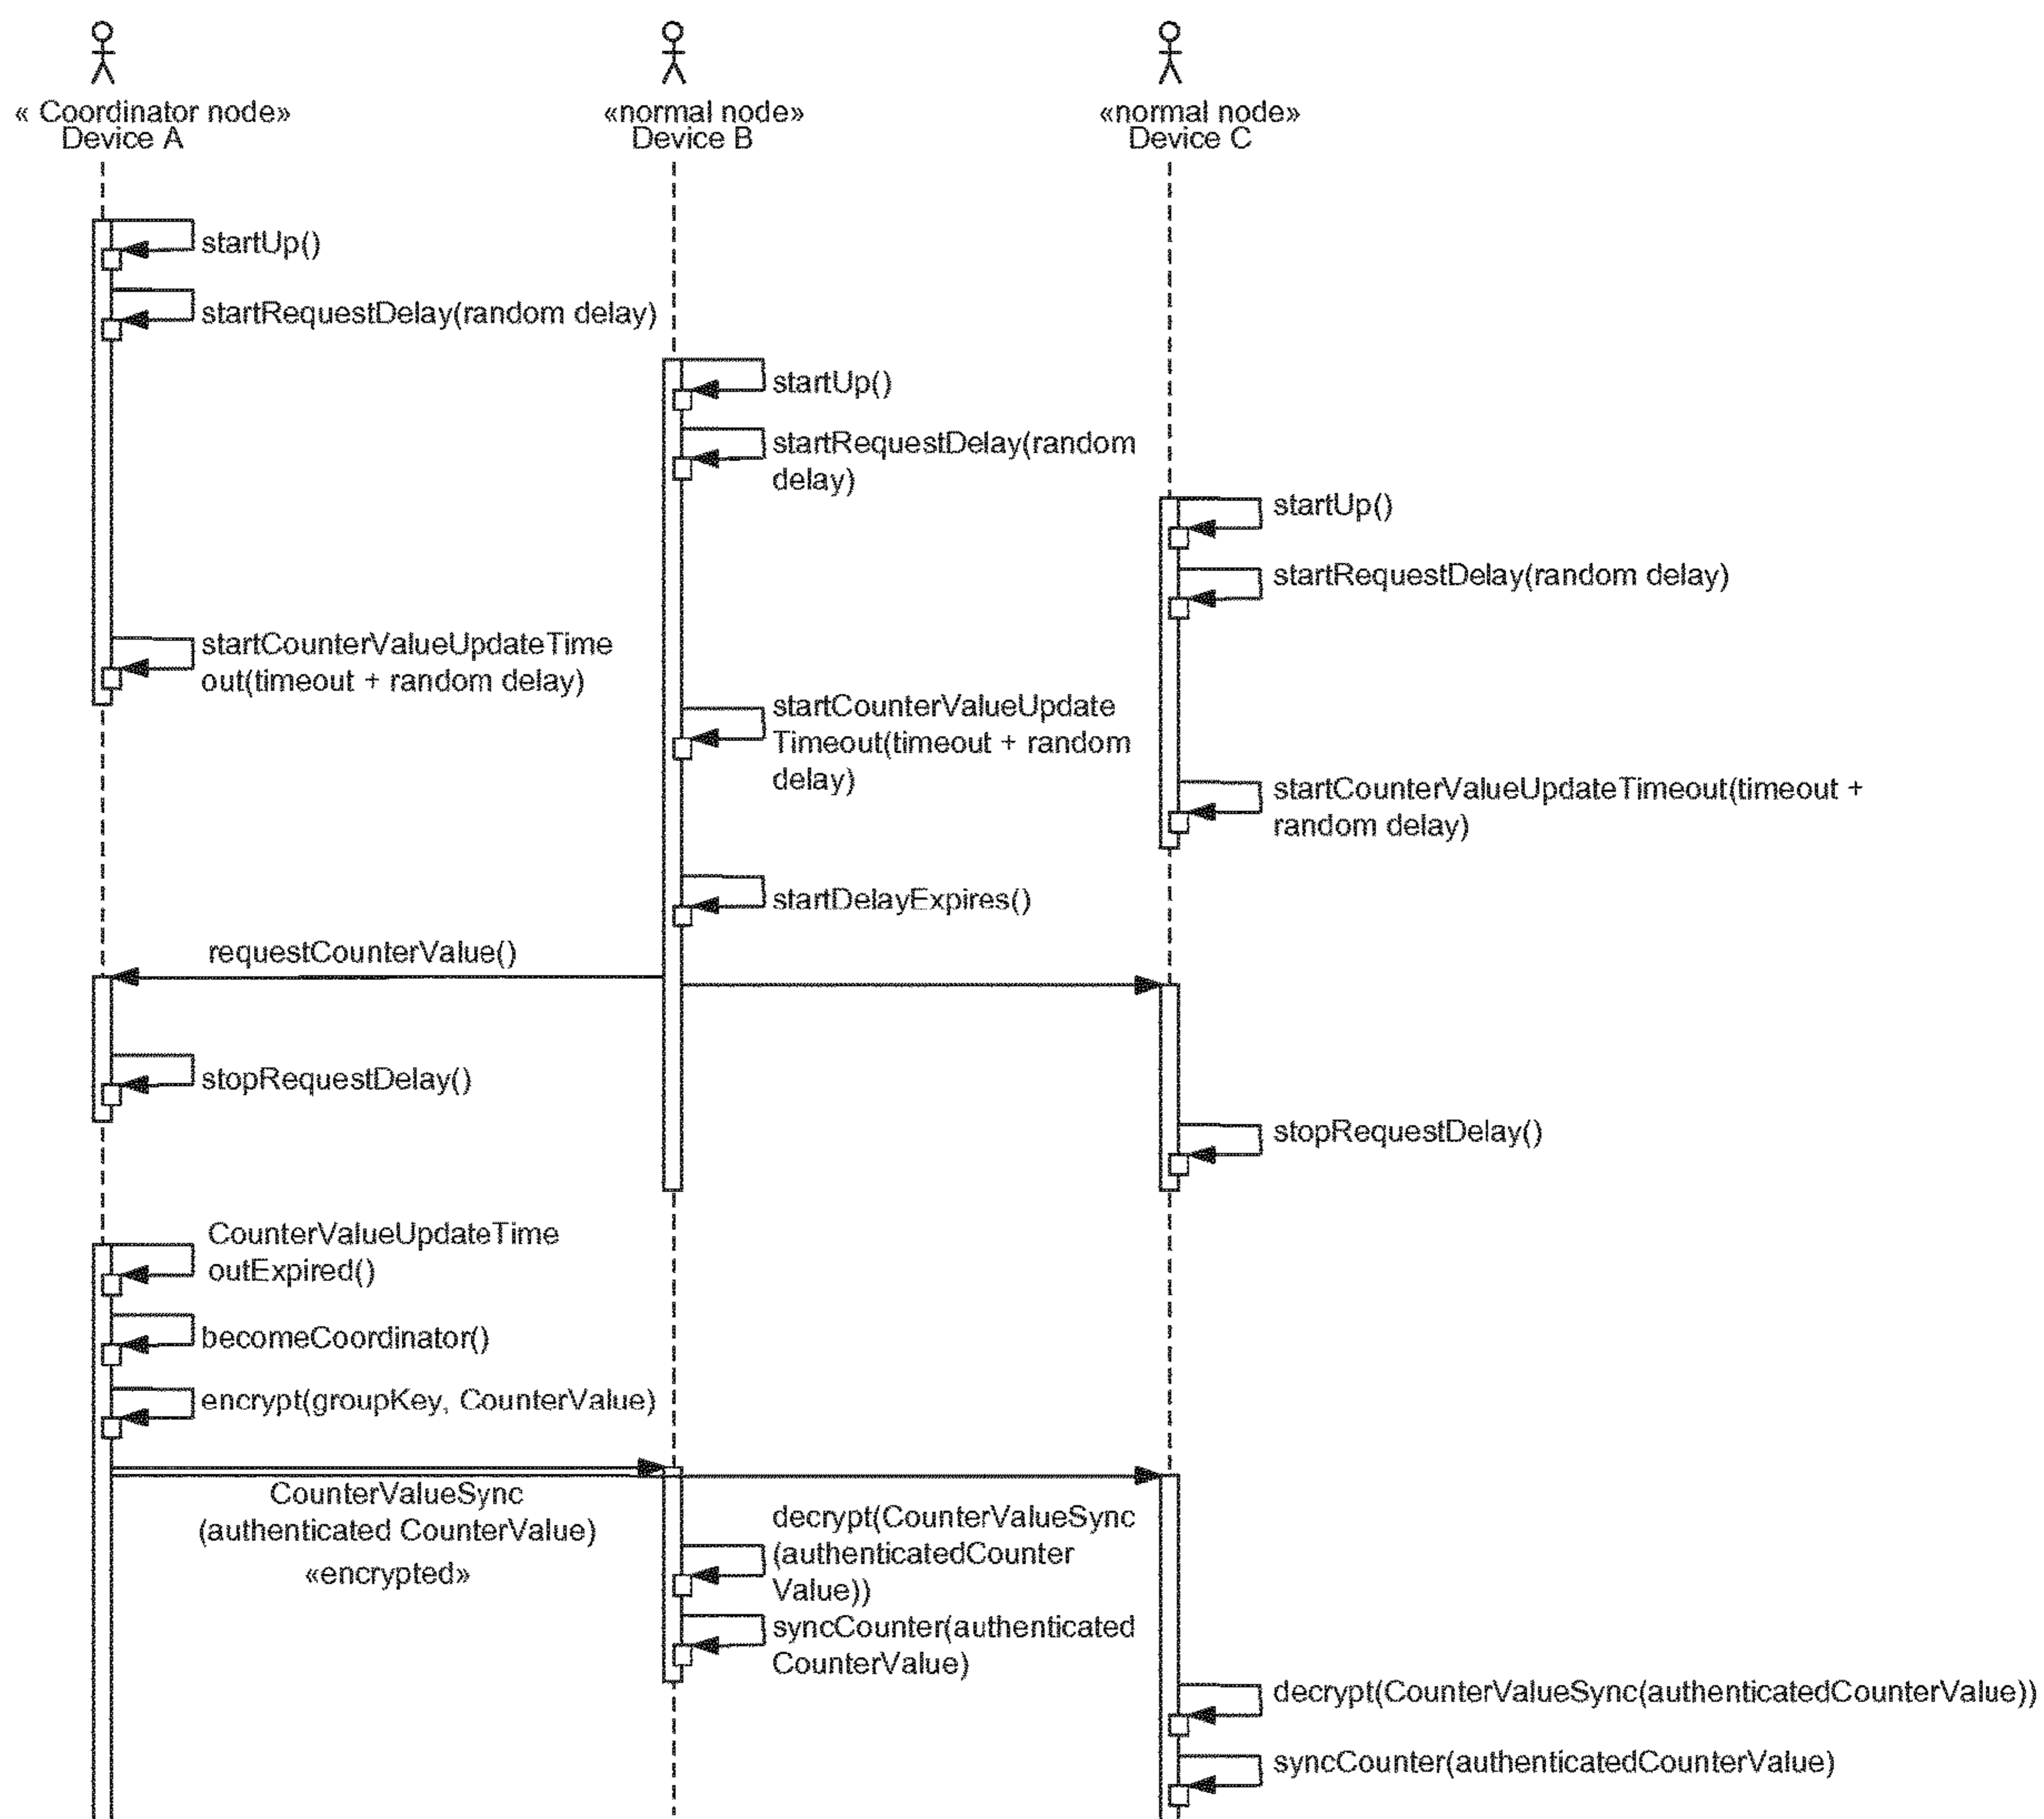 « Coordinator node»
Device A
«normal node»
Device B
«normal node»
Device C
startUp()
startRequestDelay(random delay)
startUp()
startRequestDelay(random
delay)
startUp()
startRequestDelay(random delay)
startCounterValueUpdateTime
out(timeout + random delay)
startCounterValueUpdate
Timeout(timeout + random
delay)
startCounterValueUpdateTimeout(timeout +
random delay)
startDelayExpires()
requestCounterValue()
stopRequestDelay()
stopRequestDelay()
CounterValueUpdateTime
outExpired()
becomeCoordinator()
encrypt(groupKey, CounterValue)
CounterValueSync
(authenticated CounterValue)
«encrypted»
decrypt(CounterValueSync
(authenticatedCounter
Value))
syncCounter(authenticated
CounterValue)
decrypt(CounterValueSync(authenticatedCounterValue))
syncCounter(authenticatedCounterValue)